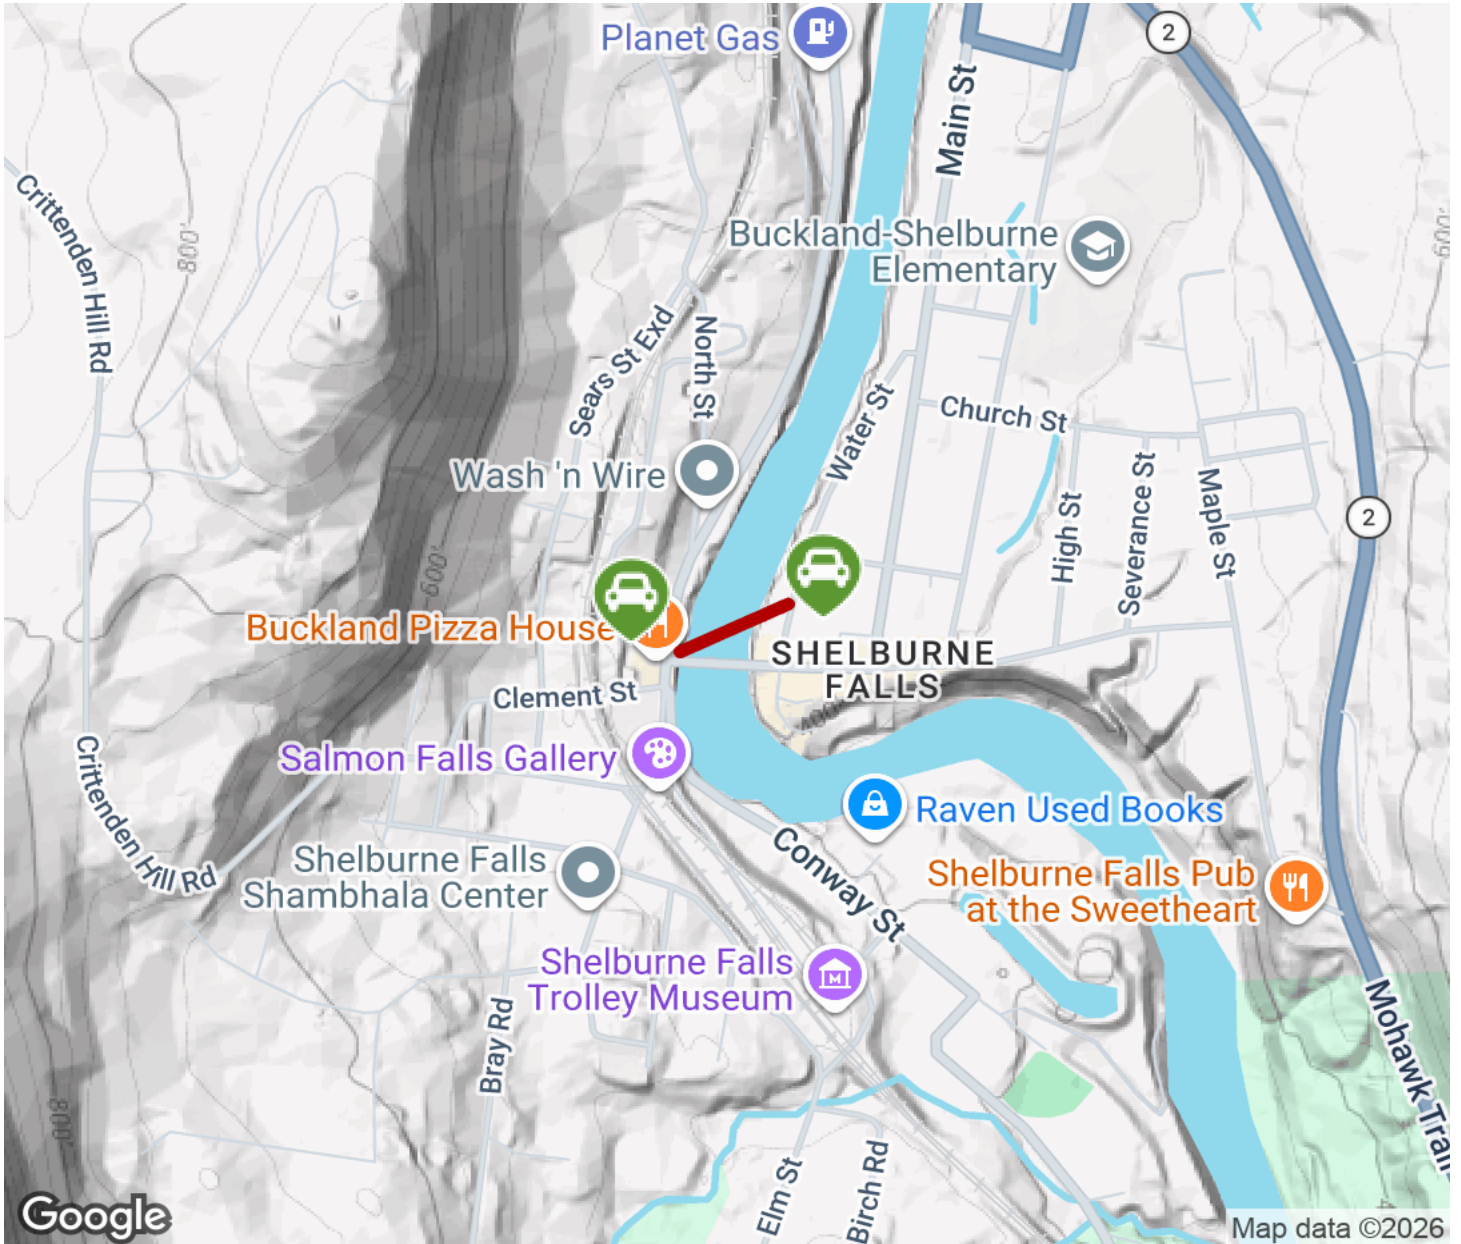 Planet Gas
2
Main St
Crittenden Hill Rd
800'
Buckland-Shelburne
Elementary
600'
Sears St Exd
North St
Water St
Church St
Wash 'n Wire
Maple St
Severance St
High St
2
600'
Buckland Pizza House
SHELBURNE
FALLS
Clement St
400'
Salmon Falls Gallery
Raven Used Books
Crittenden Hill Rd
Conway St
Shelburne Falls
Shambhala Center
Shelburne Falls Pub
at the Sweetheart
Shelburne Falls
Trolley Museum
M
Bray Rd
Mohawk Trail
800'
Elm St
Birch Rd
Google
Map data ©2026